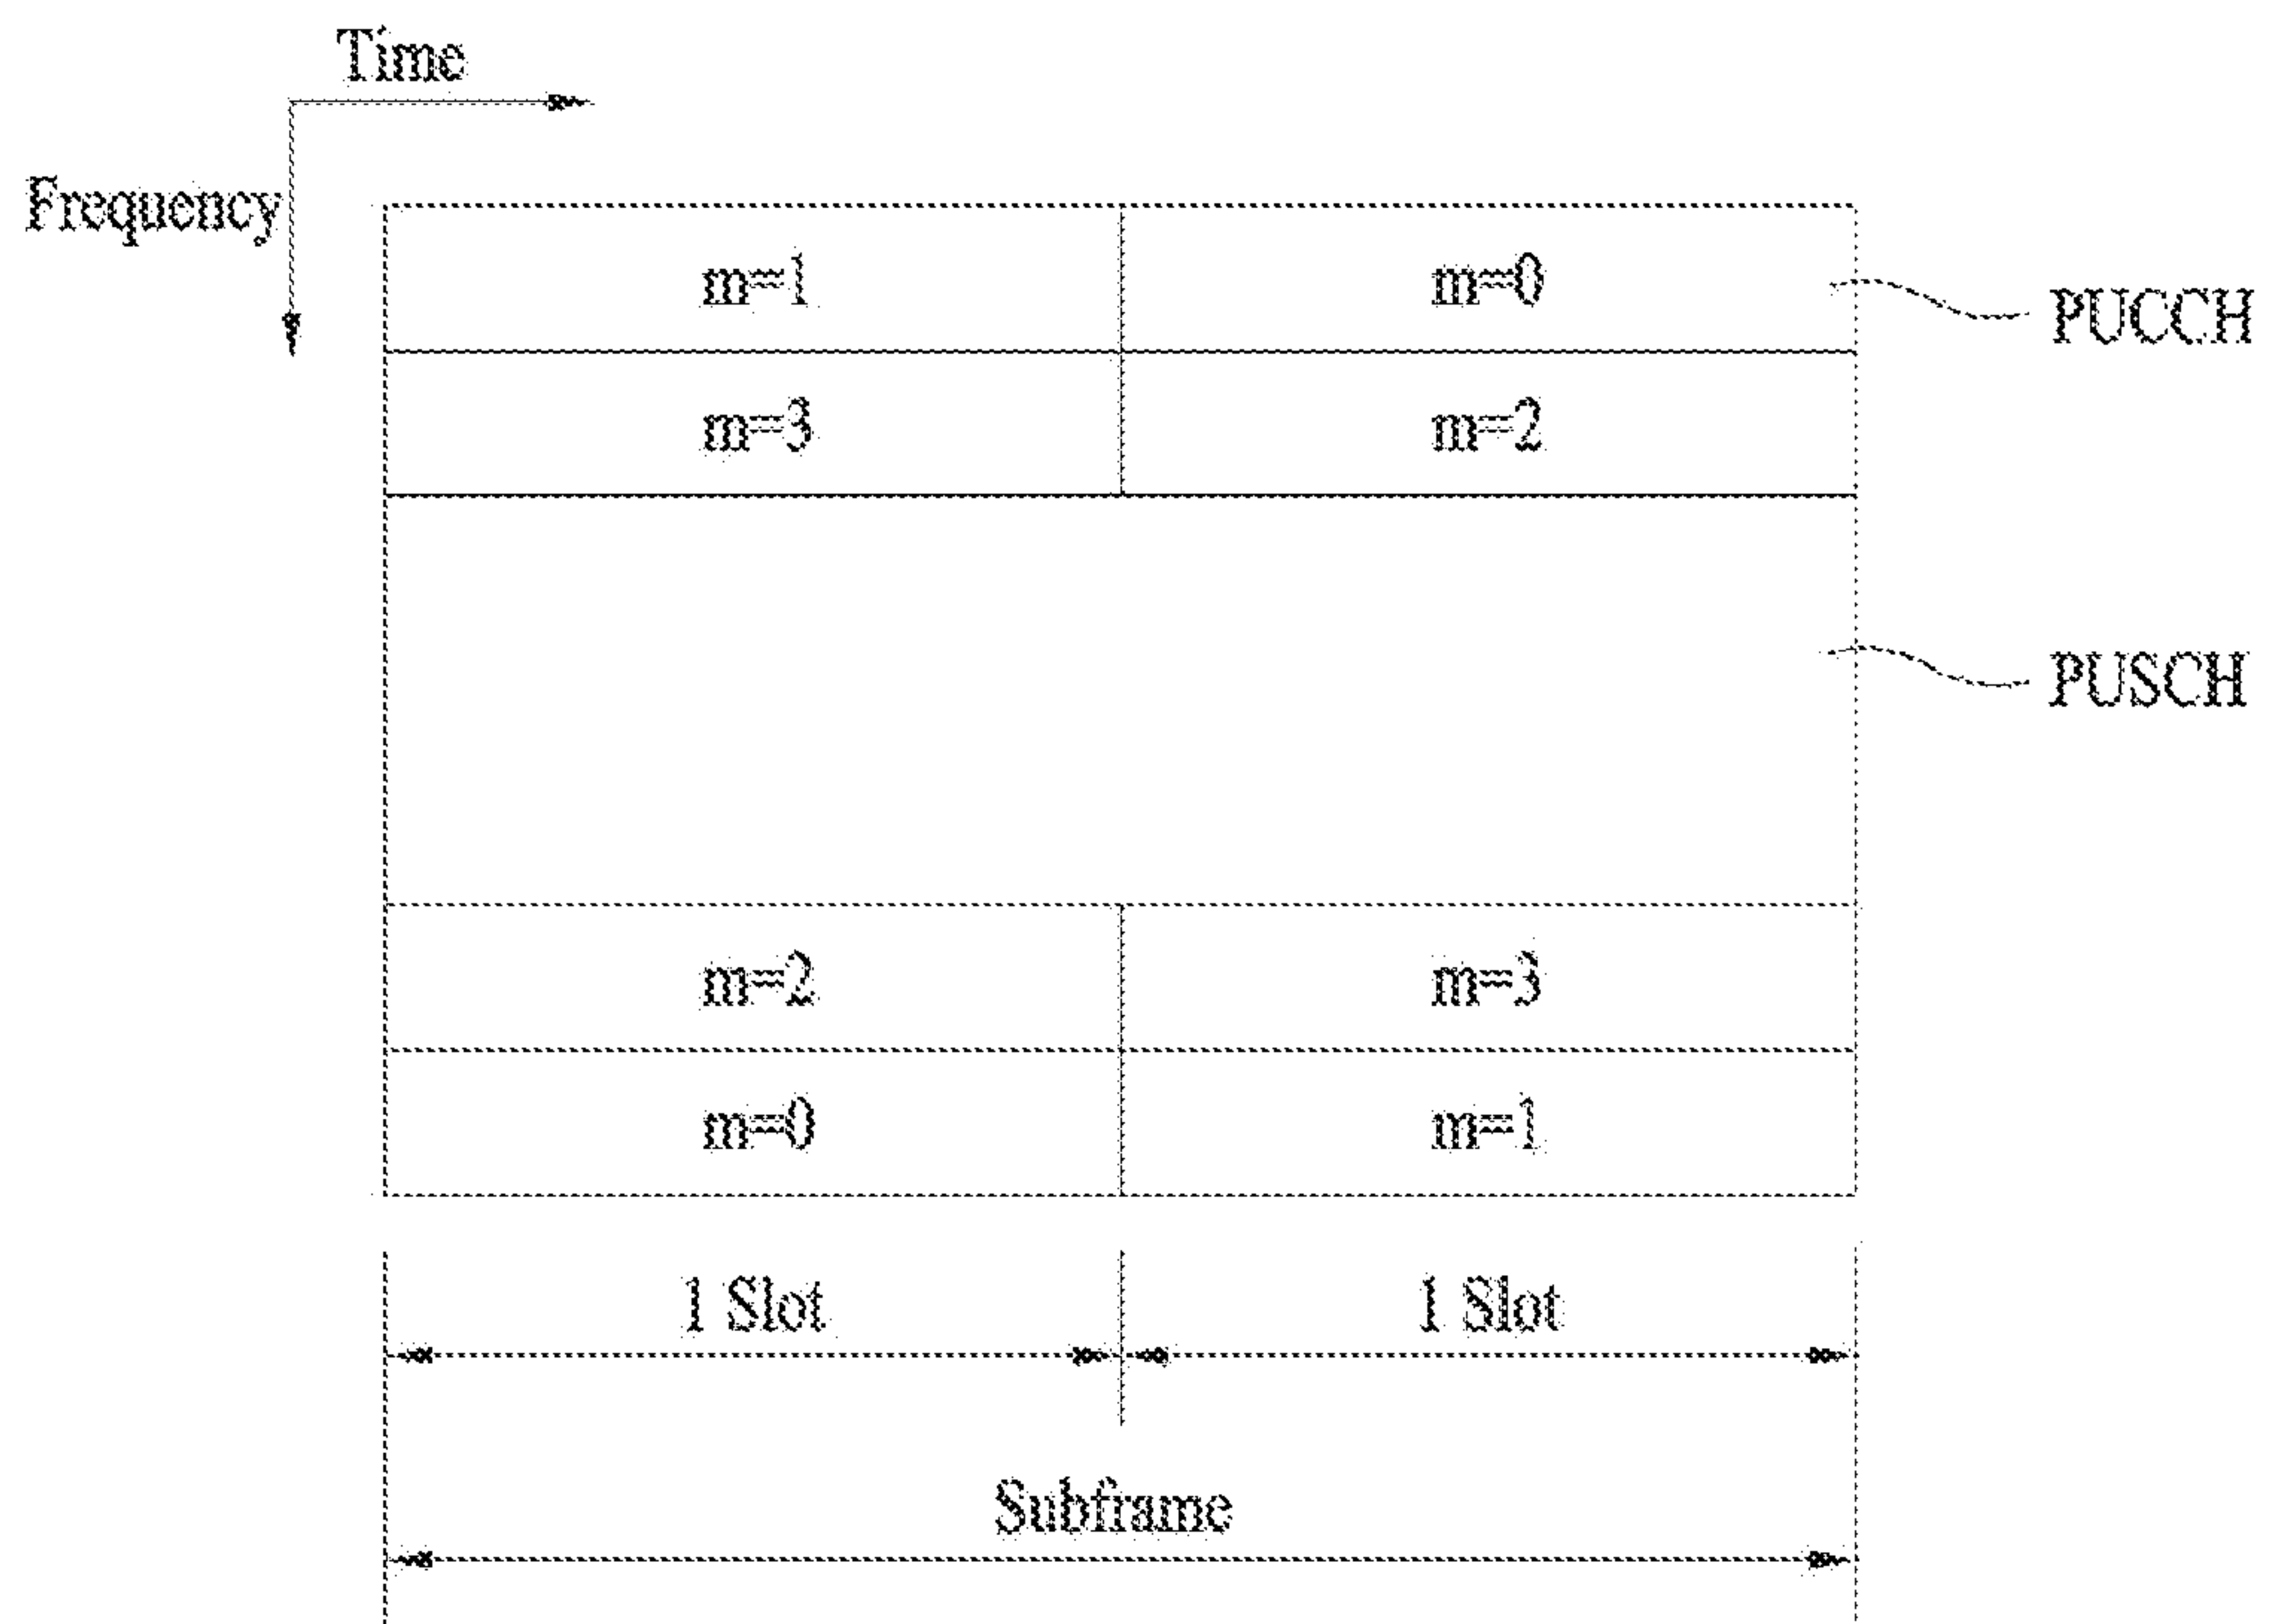 Time
Frequency
m=1 m=0
PUCCH
m=3 m=2
PUSCH
m=2 m=3
m=0 m=1
1 Slot 1 Slot
Subframe